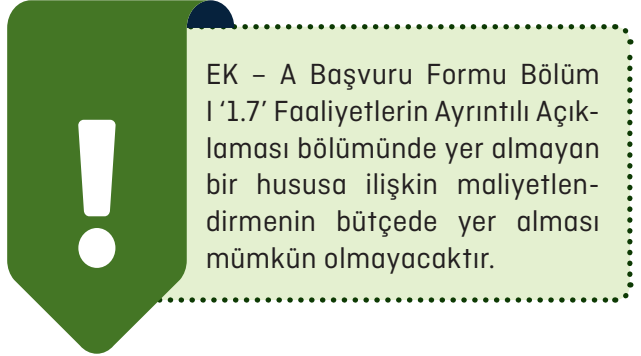 EK – A Başvuru Formu Bölüm
I ‘1.7’ Faaliyetlerin Ayrıntılı Açık-
laması bölümünde yer almayan
bir hususa ilişkin maliyetlen-
dirmenin bütçede yer alması
mümkün olmayacaktır.